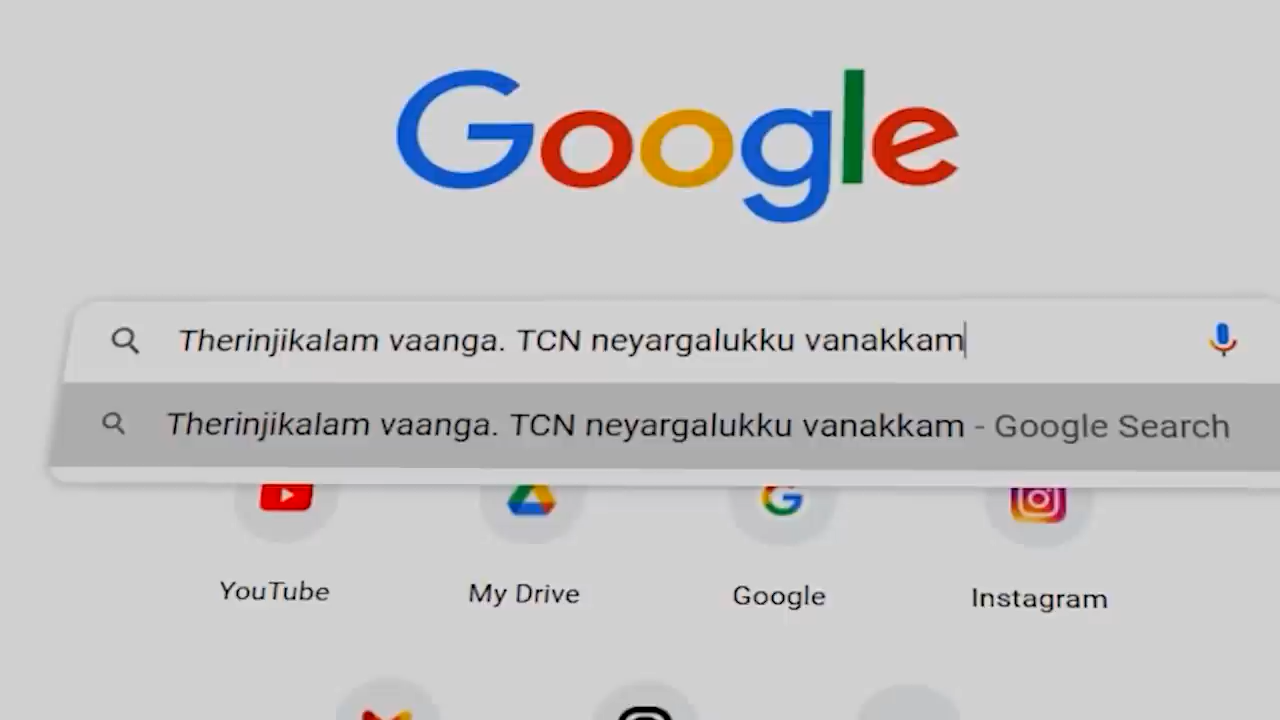 Google
Therinjikalam vaanga. TCN neyargalukku vanakkam
Therinjikalam vaanga. TCN neyargalukku vanakkam - Google Search
YouTube
My Drive
Google
Instagram